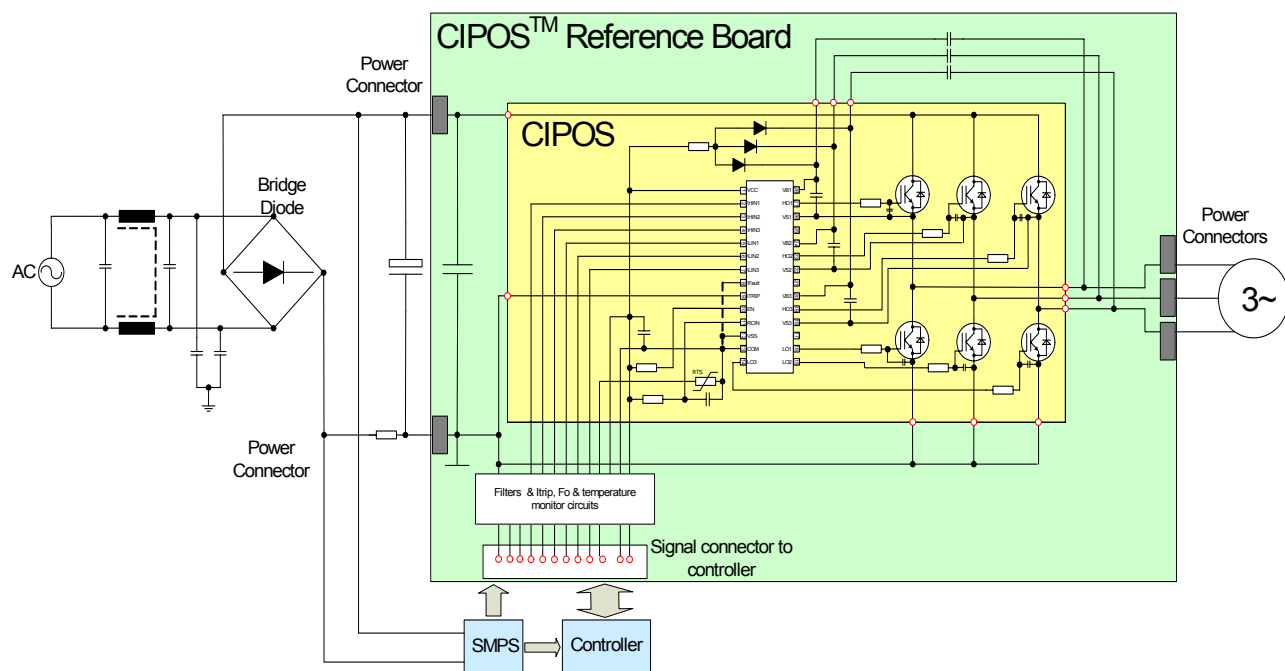 CIPOS™ Reference Board
Power
Connector
CIPOS
Bridge
Diode
AC
VCC
HIN1
HIN2
HIN3
LIN1
LIN2
LIN3
/Fault
ITRIP
EN
RCIN
VSS
COM
LO3
VB1
HO1
VS1
VB2
HO2
VS2
VB3
HO3
VS3
LO1
LO2
RTS
Power
Connectors
3~
Power
Connector
Filters & Itrip, Fo & temperature
monitor circuits
Signal connector to
controller
SMPS
Controller